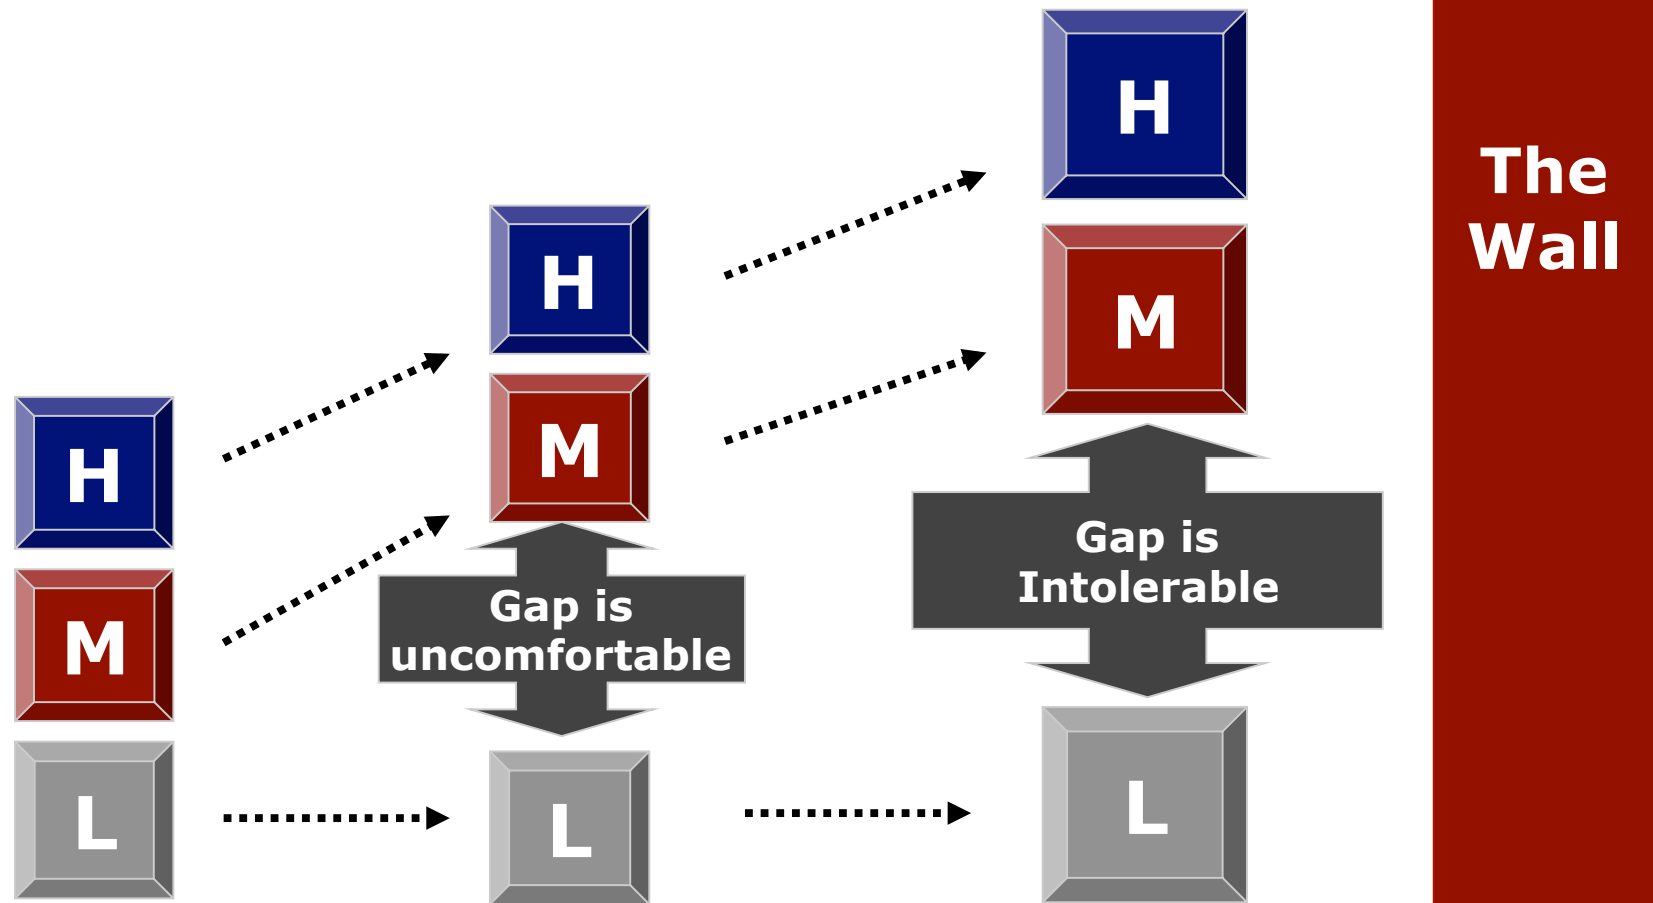 H
M
L
H
M
Gap is
uncomfortable
L
H
M
Gap is
Intolerable
L
The
Wall